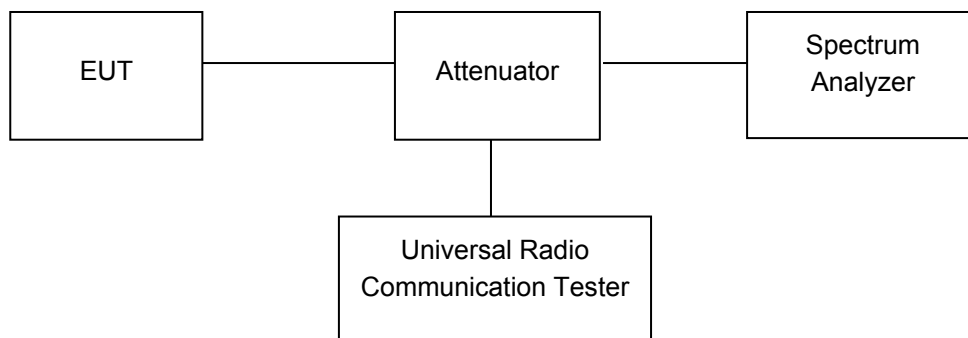 EUT
Attenuator
Spectrum
Analyzer
Universal Radio
Communication Tester